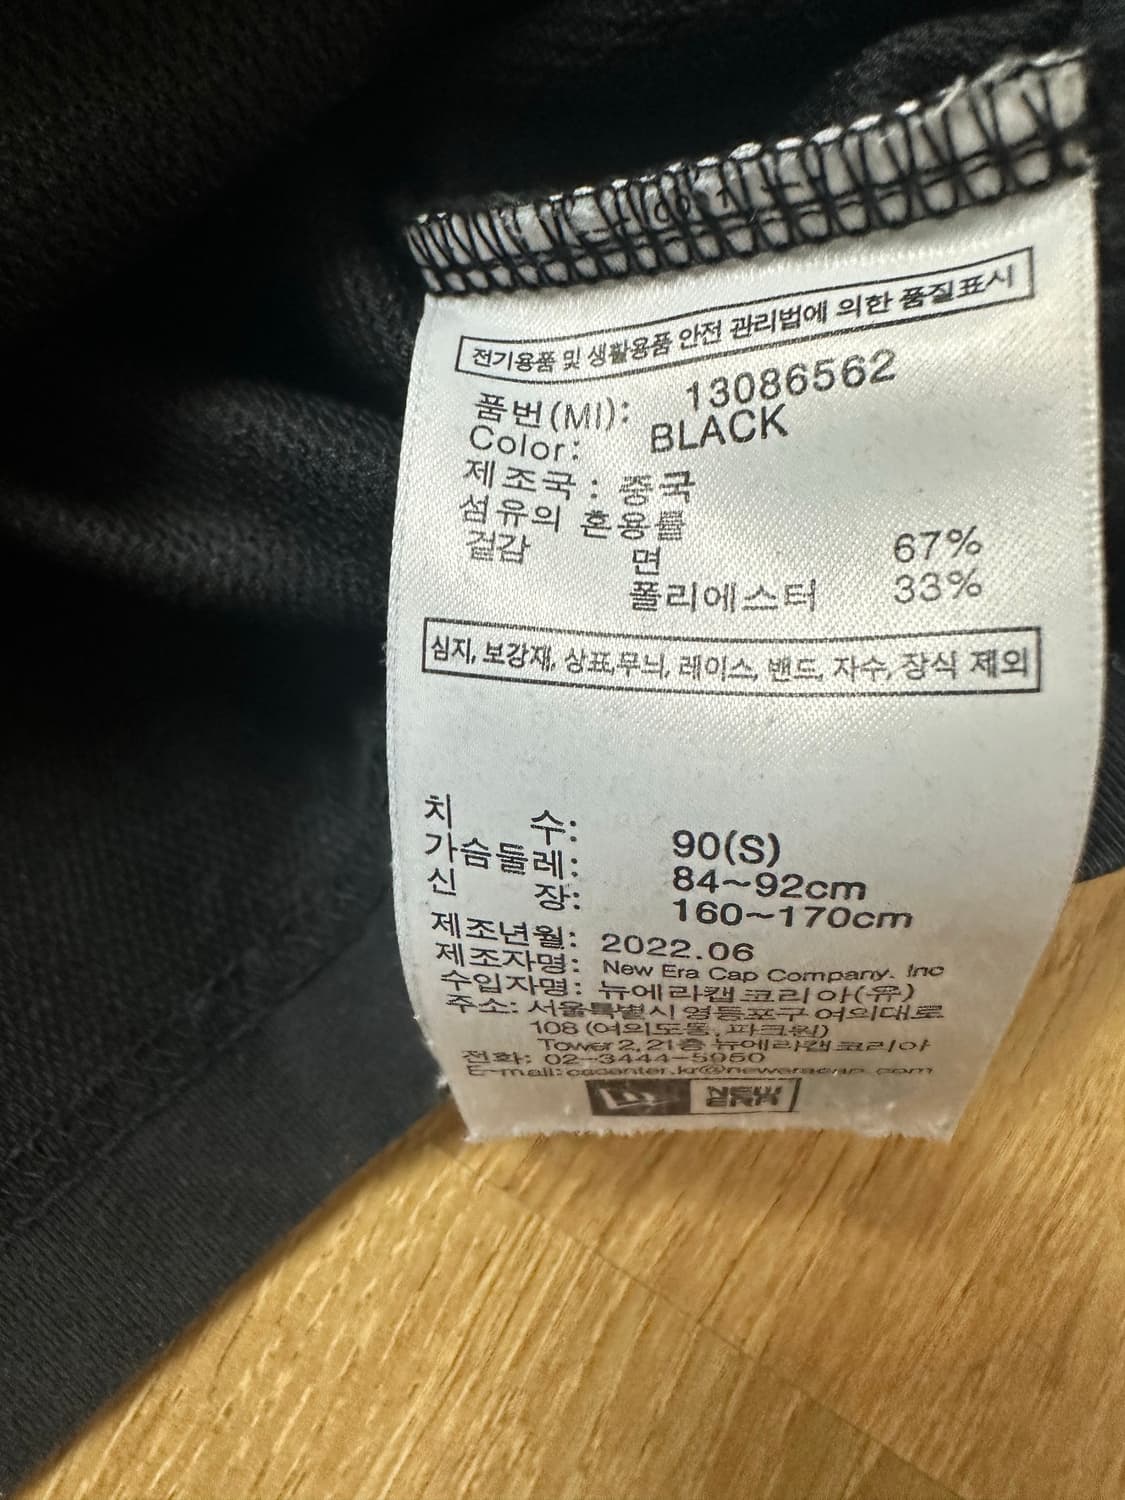 전기용품 및 생활용품 안전 관리법에 의한 품질표시
품번(MI): 13086562
Color: BLACK
제조국: 중국
섬유의 혼용률
겉감 면 67%
폴리에스터 33%
심지, 보강재, 상표,무늬, 레이스, 밴드, 자수, 장식 제외
치 수: 90(S)
가슴둘레: 84~92cm
신 장: 160~170cm
제조년월: 2022.06
제조자명: New Era Cap Company. Inc
수입자명: 뉴에라캡코리아(유)
주소: 서울특별시 영등포구 여의대로
108 (여의도동, 파크원)
Tower 2, 21층 뉴에라캡코리아
전화: 02-3444-5950
E-mail: cscenter.kr@neweracap.com
NEW
ERA